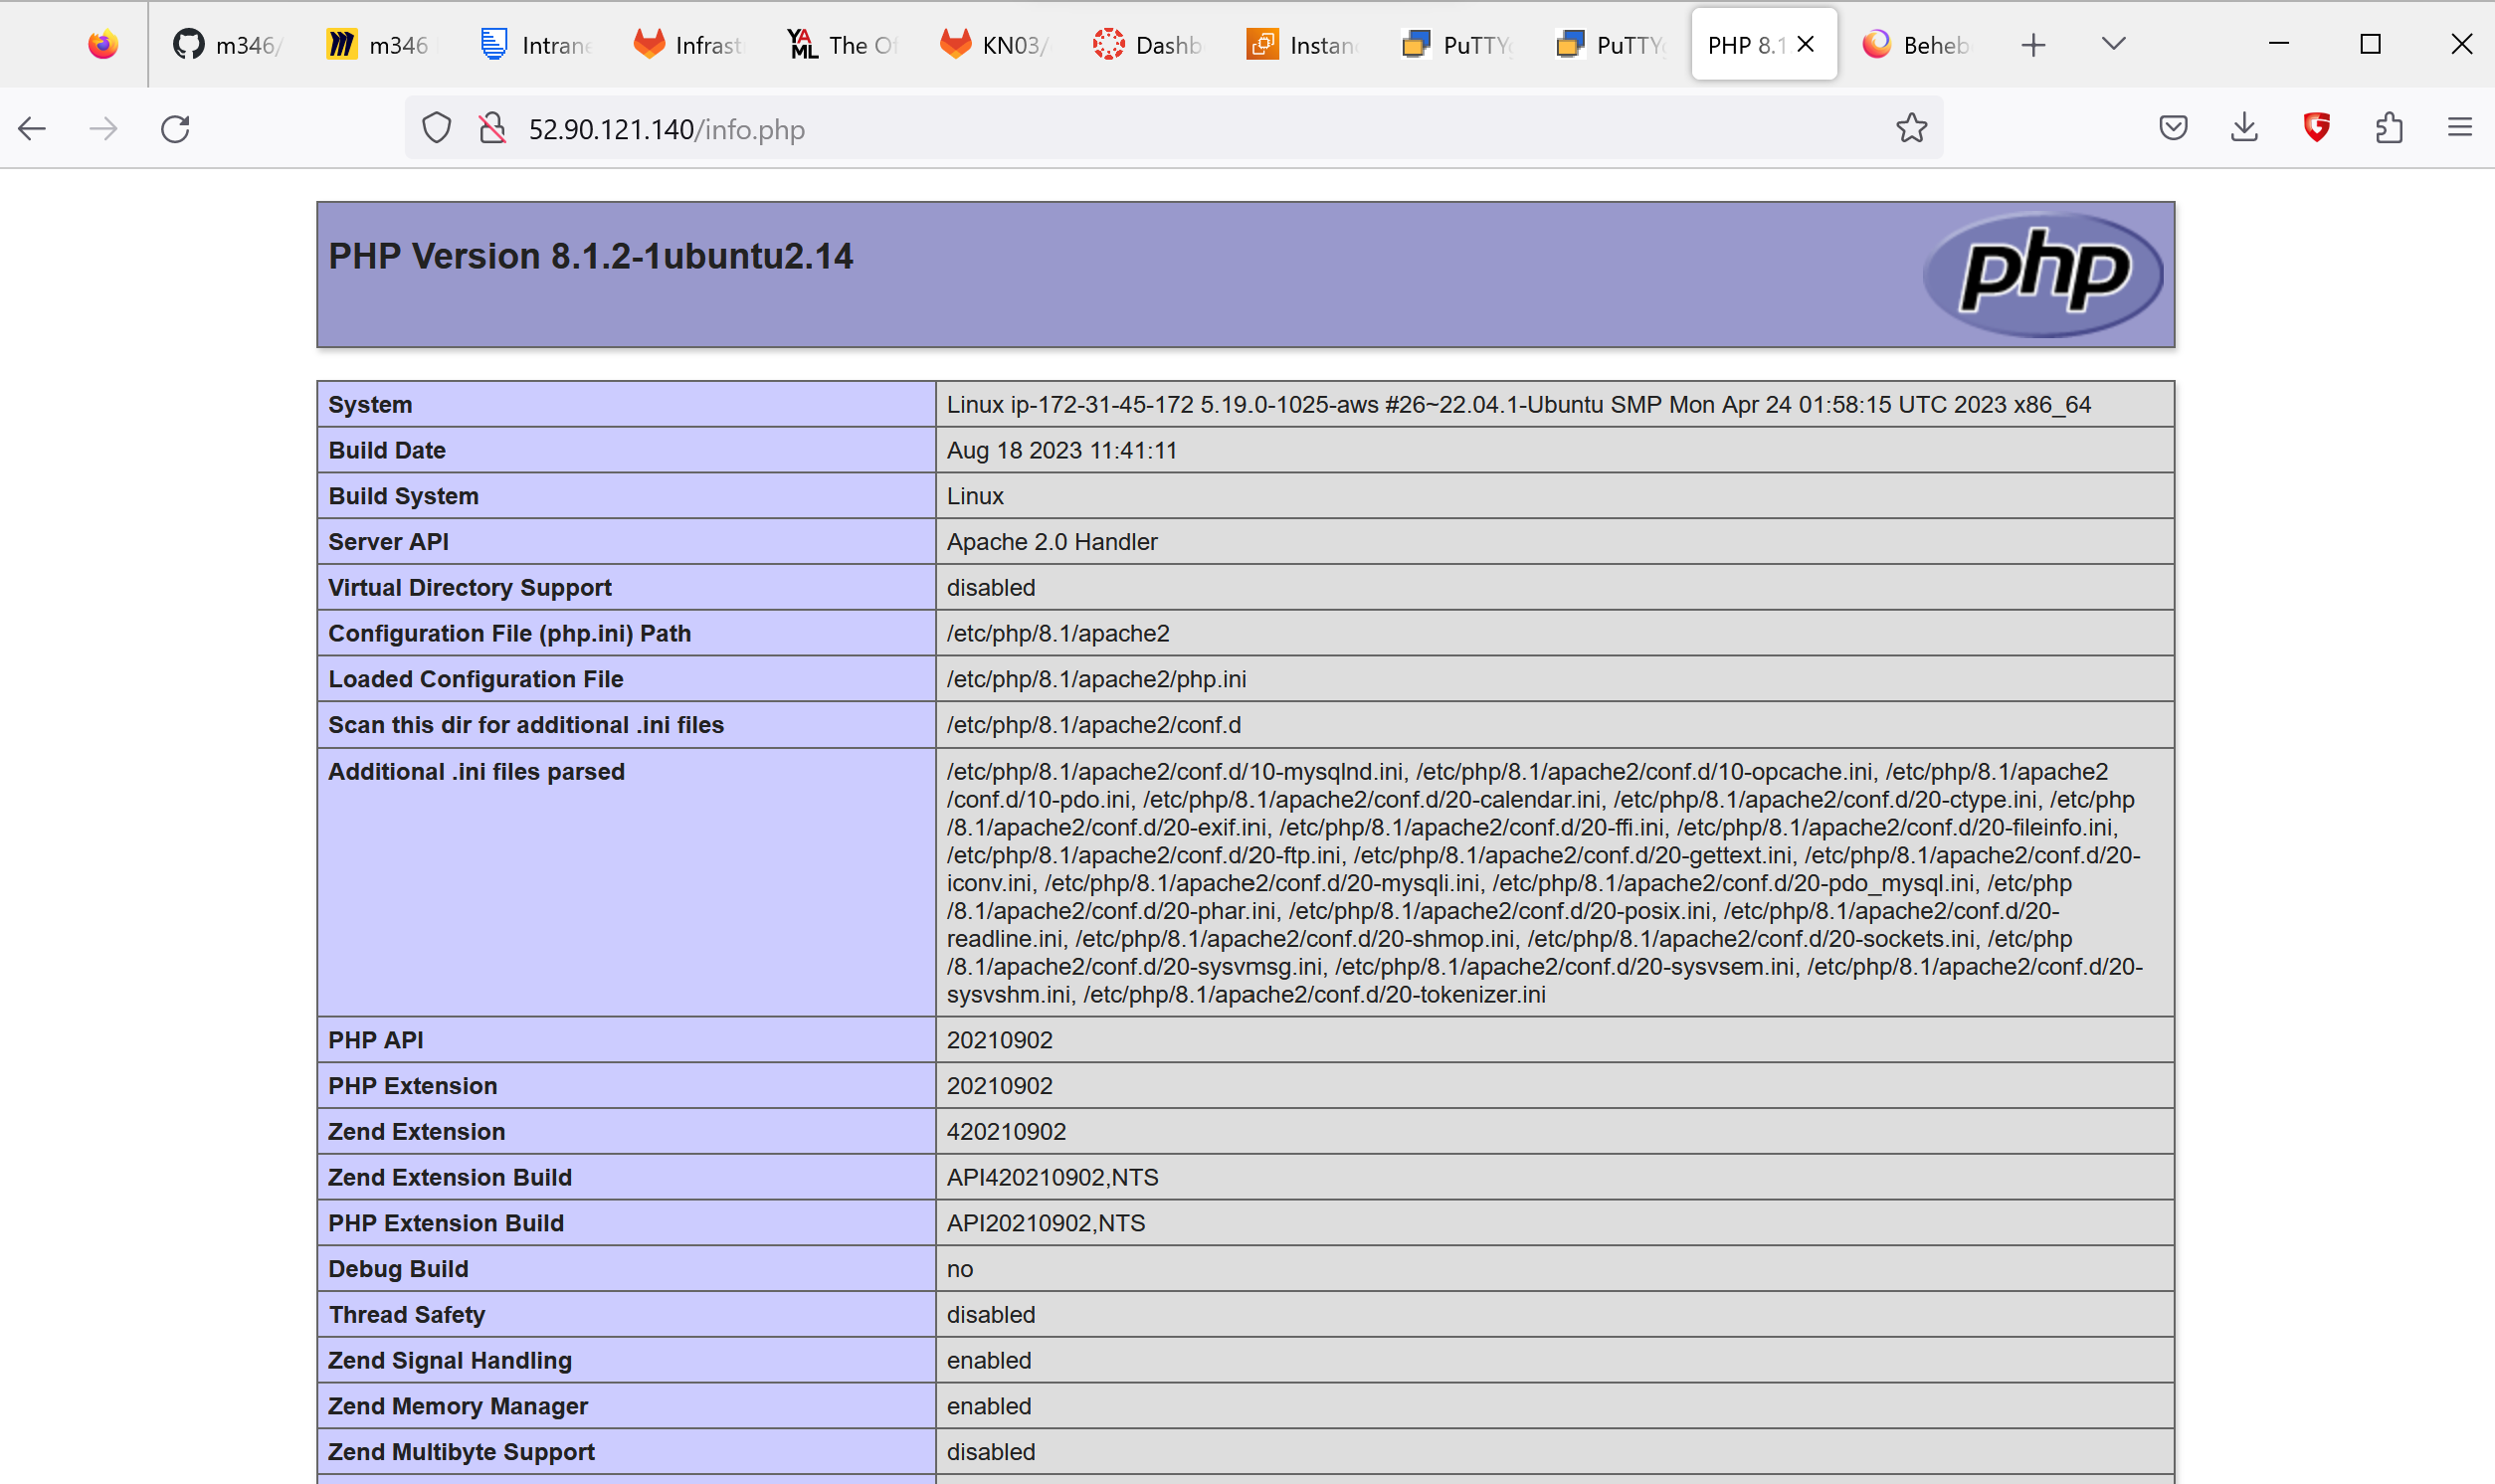 m346/
m346
Intrane
Infrast
YAML The Of
KN03/
Dashb
Instan
PuTTYg
PuTTYg
PHP 8.1
Beheb
52.90.121.140/info.php
PHP Version 8.1.2-1ubuntu2.14
php
System Linux ip-172-31-45-172 5.19.0-1025-aws #26~22.04.1-Ubuntu SMP Mon Apr 24 01:58:15 UTC 2023 x86_64
Build Date Aug 18 2023 11:41:11
Build System Linux
Server API Apache 2.0 Handler
Virtual Directory Support disabled
Configuration File (php.ini) Path /etc/php/8.1/apache2
Loaded Configuration File /etc/php/8.1/apache2/php.ini
Scan this dir for additional .ini files /etc/php/8.1/apache2/conf.d
Additional .ini files parsed /etc/php/8.1/apache2/conf.d/10-mysqlnd.ini, /etc/php/8.1/apache2/conf.d/10-opcache.ini, /etc/php/8.1/apache2
/conf.d/10-pdo.ini, /etc/php/8.1/apache2/conf.d/20-calendar.ini, /etc/php/8.1/apache2/conf.d/20-ctype.ini, /etc/php
/8.1/apache2/conf.d/20-exif.ini, /etc/php/8.1/apache2/conf.d/20-ffi.ini, /etc/php/8.1/apache2/conf.d/20-fileinfo.ini,
/etc/php/8.1/apache2/conf.d/20-ftp.ini, /etc/php/8.1/apache2/conf.d/20-gettext.ini, /etc/php/8.1/apache2/conf.d/20-
iconv.ini, /etc/php/8.1/apache2/conf.d/20-mysqli.ini, /etc/php/8.1/apache2/conf.d/20-pdo_mysql.ini, /etc/php
/8.1/apache2/conf.d/20-phar.ini, /etc/php/8.1/apache2/conf.d/20-posix.ini, /etc/php/8.1/apache2/conf.d/20-
readline.ini, /etc/php/8.1/apache2/conf.d/20-shmop.ini, /etc/php/8.1/apache2/conf.d/20-sockets.ini, /etc/php
/8.1/apache2/conf.d/20-sysvmsg.ini, /etc/php/8.1/apache2/conf.d/20-sysvsem.ini, /etc/php/8.1/apache2/conf.d/20-
sysvshm.ini, /etc/php/8.1/apache2/conf.d/20-tokenizer.ini
PHP API 20210902
PHP Extension 20210902
Zend Extension 420210902
Zend Extension Build API420210902,NTS
PHP Extension Build API20210902,NTS
Debug Build no
Thread Safety disabled
Zend Signal Handling enabled
Zend Memory Manager enabled
Zend Multibyte Support disabled